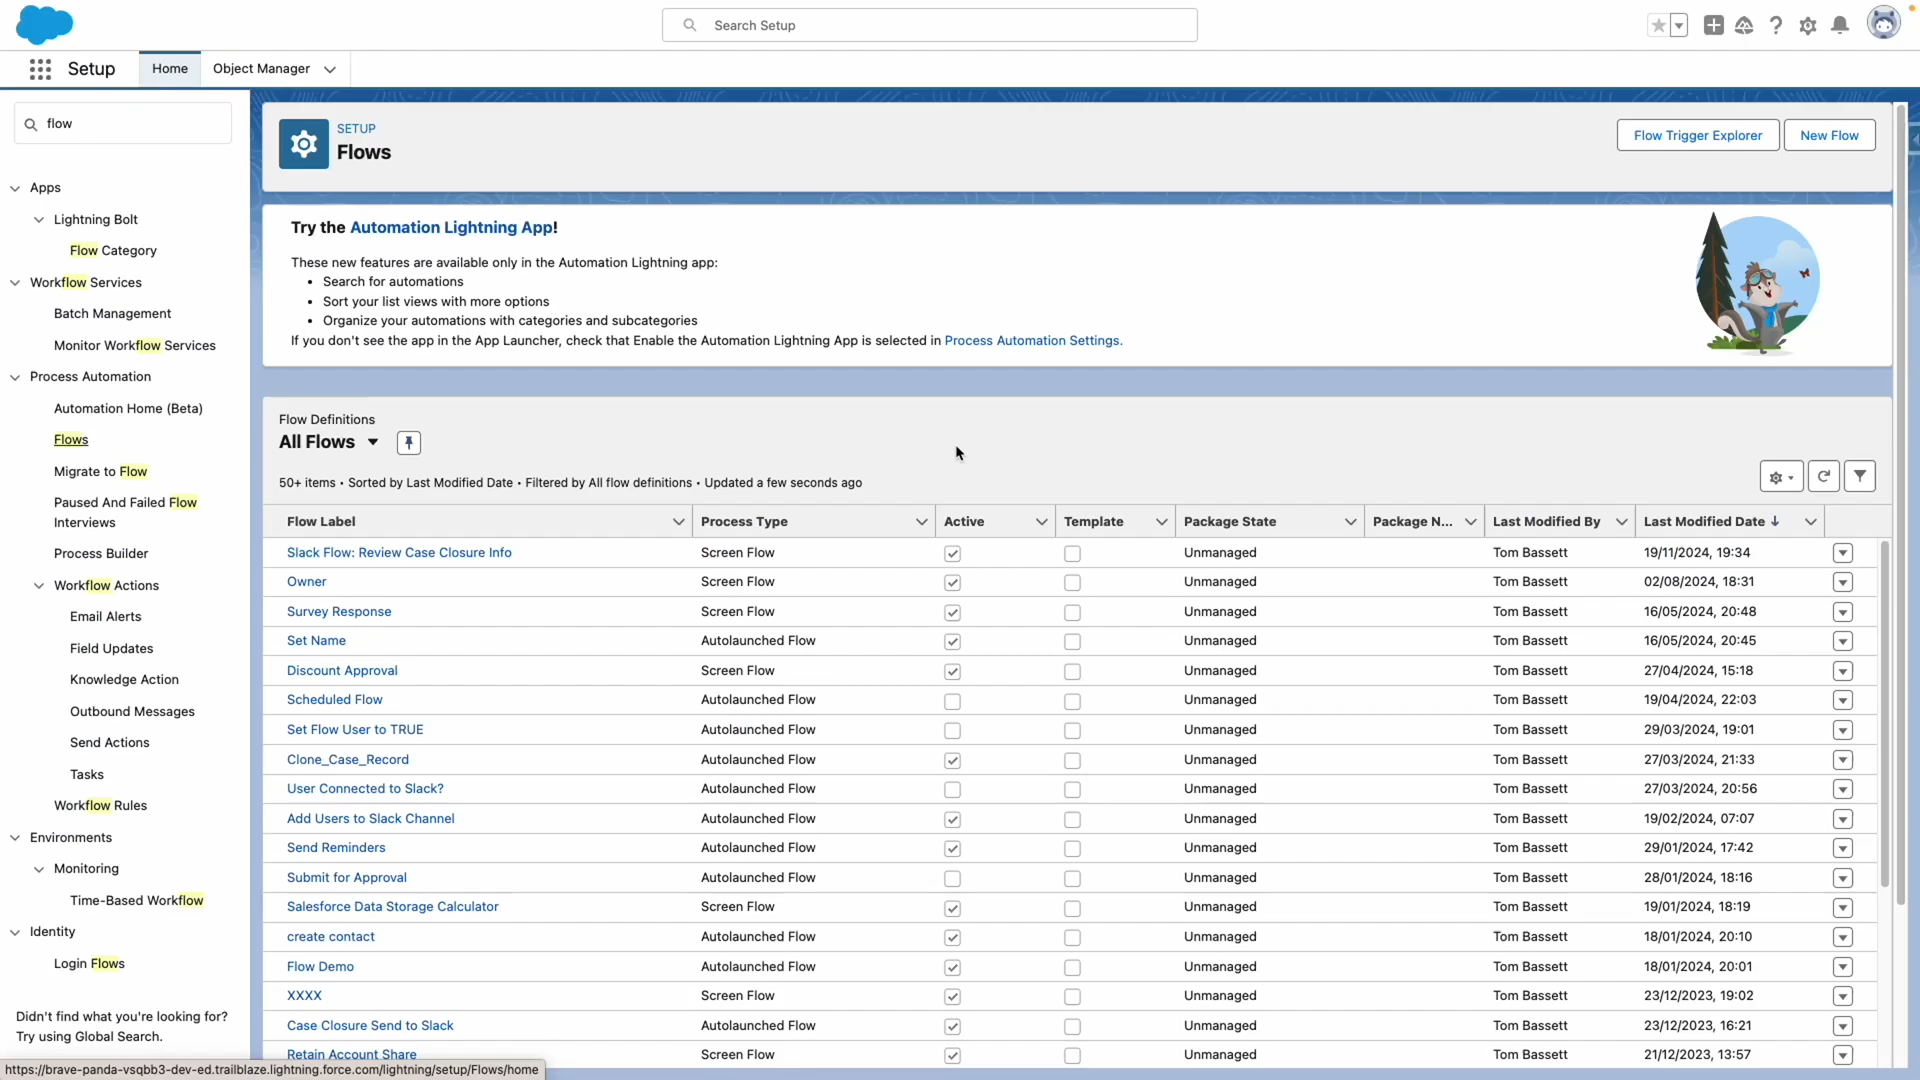 Search Setup
Setup
Home
Object Manager
flow
Apps
Lightning Bolt
Flow Category
Workflow Services
Batch Management
Monitor Workflow Services
Process Automation
Automation Home (Beta)
Flows
Migrate to Flow
Paused And Failed Flow
Interviews
Process Builder
Workflow Actions
Email Alerts
Field Updates
Knowledge Action
Outbound Messages
Send Actions
Tasks
Workflow Rules
Environments
Monitoring
Time-Based Workflow
Identity
Login Flows
Didn't find what you're looking for?
Try using Global Search.
SETUP
Flows
Flow Trigger Explorer
New Flow
Try the Automation Lightning App!
These new features are available only in the Automation Lightning app:
• Search for automations
• Sort your list views with more options
• Organize your automations with categories and subcategories
If you don't see the app in the App Launcher, check that Enable the Automation Lightning App is selected in Process Automation Settings.
Flow Definitions
All Flows
50+ items • Sorted by Last Modified Date • Filtered by All flow definitions • Updated a few seconds ago
Flow Label Process Type Active Template Package State Package N... Last Modified By Last Modified Date
Slack Flow: Review Case Closure Info Screen Flow Unmanaged Tom Bassett 19/11/2024, 19:34
Owner Screen Flow Unmanaged Tom Bassett 02/08/2024, 18:31
Survey Response Screen Flow Unmanaged Tom Bassett 16/05/2024, 20:48
Set Name Autolaunched Flow Unmanaged Tom Bassett 16/05/2024, 20:45
Discount Approval Screen Flow Unmanaged Tom Bassett 27/04/2024, 15:18
Scheduled Flow Autolaunched Flow Unmanaged Tom Bassett 19/04/2024, 22:03
Set Flow User to TRUE Autolaunched Flow Unmanaged Tom Bassett 29/03/2024, 19:01
Clone_Case_Record Autolaunched Flow Unmanaged Tom Bassett 27/03/2024, 21:33
User Connected to Slack? Autolaunched Flow Unmanaged Tom Bassett 27/03/2024, 20:56
Add Users to Slack Channel Autolaunched Flow Unmanaged Tom Bassett 19/02/2024, 07:07
Send Reminders Autolaunched Flow Unmanaged Tom Bassett 29/01/2024, 17:42
Submit for Approval Autolaunched Flow Unmanaged Tom Bassett 28/01/2024, 18:16
Salesforce Data Storage Calculator Screen Flow Unmanaged Tom Bassett 19/01/2024, 18:19
create contact Autolaunched Flow Unmanaged Tom Bassett 18/01/2024, 20:10
Flow Demo Autolaunched Flow Unmanaged Tom Bassett 18/01/2024, 20:01
XXXX Screen Flow Unmanaged Tom Bassett 23/12/2023, 19:02
Case Closure Send to Slack Autolaunched Flow Unmanaged Tom Bassett 23/12/2023, 16:21
Retain Account Share Screen Flow Unmanaged Tom Bassett 21/12/2023, 13:57
https://brave-panda-vsqbb3-dev-ed.trailblaze.lightning.force.com/lightning/setup/Flows/home